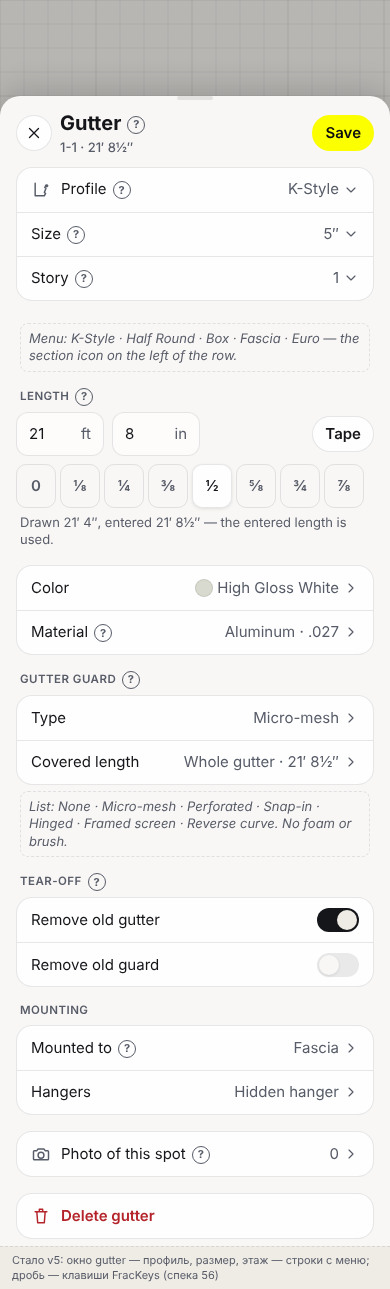 Gutter ?
1-1 · 21′ 8½″
Save
Profile ? K-Style
Size ? 5″
Story ? 1
Menu: K-Style · Half Round · Box · Fascia · Euro — the
section icon on the left of the row.
LENGTH ?
21 ft 8 in Tape
0 ⅛ ¼ ⅜ ½ ⅝ ¾ ⅞
Drawn 21′ 4″, entered 21′ 8½″ — the entered length is
used.
Color High Gloss White
Material ? Aluminum · .027
GUTTER GUARD ?
Type Micro-mesh
Covered length Whole gutter · 21′ 8½″
List: None · Micro-mesh · Perforated · Snap-in ·
Hinged · Framed screen · Reverse curve. No foam or
brush.
TEAR-OFF ?
Remove old gutter
Remove old guard
MOUNTING
Mounted to ? Fascia
Hangers Hidden hanger
Photo of this spot ? 0
Delete gutter
Стало v5: окно gutter — профиль, размер, этаж — строки с меню;
дробь — клавиши FracKeys (спека 56)